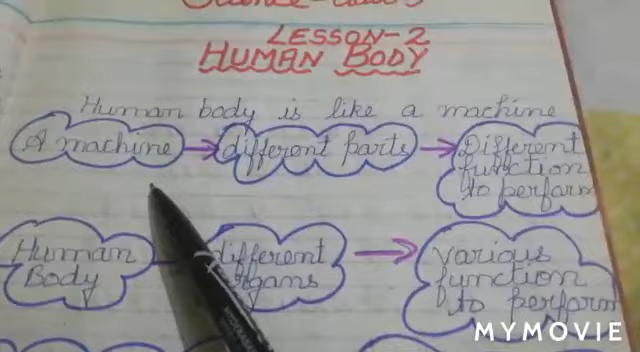 LESSON-2
HUMAN BODY
Human body is like a machine
A machine → different parts → Different
function
to perform
Human Body → different organs → various
function
to perform
MYMOVIE